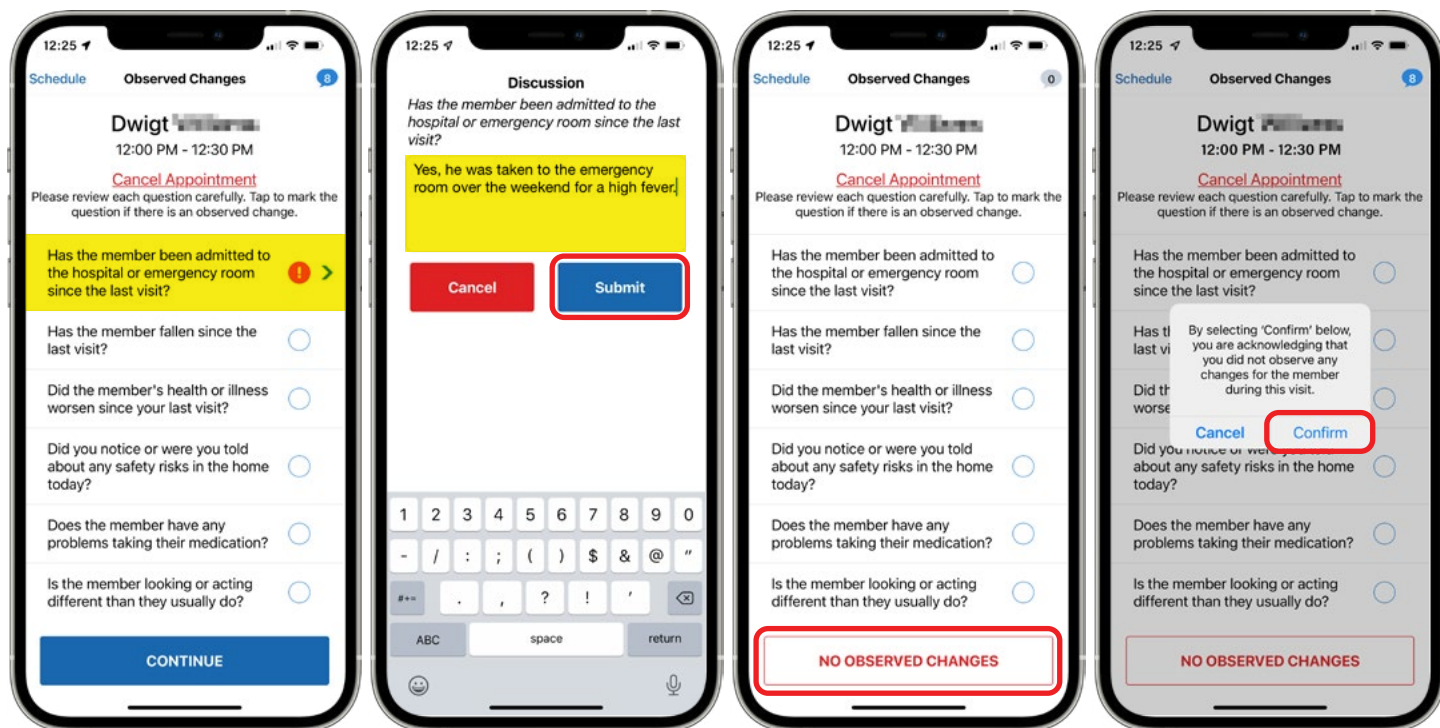 12:25
Schedule Observed Changes 8
Dwigt
12:00 PM - 12:30 PM
Cancel Appointment
Please review each question carefully. Tap to mark the
question if there is an observed change.
Has the member been admitted to
the hospital or emergency room
since the last visit?
!
Has the member fallen since the
last visit?
Did the member's health or illness
worsen since your last visit?
Did you notice or were you told
about any safety risks in the home
today?
Does the member have any
problems taking their medication?
Is the member looking or acting
different than they usually do?
CONTINUE
12:25
Discussion
Has the member been admitted to the
hospital or emergency room since the last
visit?
Yes, he was taken to the emergency
room over the weekend for a high fever.
Cancel Submit
1 2 3 4 5 6 7 8 9 0
- / : ; ( ) $ & @ "
#+= . , ? ! '
ABC space return
12:25
Schedule Observed Changes 0
Dwigt
12:00 PM - 12:30 PM
Cancel Appointment
Please review each question carefully. Tap to mark the
question if there is an observed change.
Has the member been admitted to
the hospital or emergency room
since the last visit?
Has the member fallen since the
last visit?
Did the member's health or illness
worsen since your last visit?
Did you notice or were you told
about any safety risks in the home
today?
Does the member have any
problems taking their medication?
Is the member looking or acting
different than they usually do?
NO OBSERVED CHANGES
12:25
Schedule Observed Changes 8
Dwigt
12:00 PM - 12:30 PM
Cancel Appointment
Please review each question carefully. Tap to mark the
question if there is an observed change.
Has the member been admitted to
the hospital or emergency room
since the last visit?
By selecting 'Confirm' below,
you are acknowledging that
you did not observe any
changes for the member
during this visit.
Cancel Confirm
Did you notice or were you told
about any safety risks in the home
today?
Does the member have any
problems taking their medication?
Is the member looking or acting
different than they usually do?
NO OBSERVED CHANGES